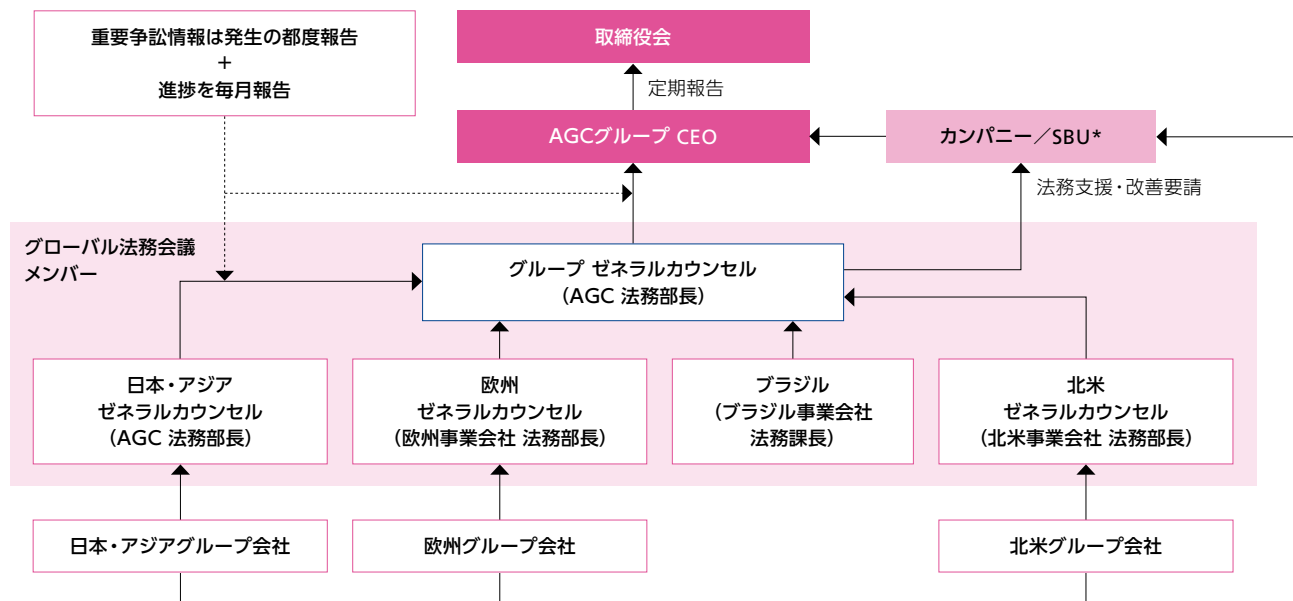 重要争訟情報は発生の都度報告
+
進捗を毎月報告
取締役会
定期報告
AGCグループ CEO
カンパニー／SBU*
法務支援・改善要請
グローバル法務会議
メンバー
グループ ゼネラルカウンセル
（AGC 法務部長）
日本・アジア
ゼネラルカウンセル
（AGC 法務部長）
欧州
ゼネラルカウンセル
（欧州事業会社 法務部長）
ブラジル
（ブラジル事業会社
法務課長）
北米
ゼネラルカウンセル
（北米事業会社 法務部長）
日本・アジアグループ会社
欧州グループ会社
北米グループ会社